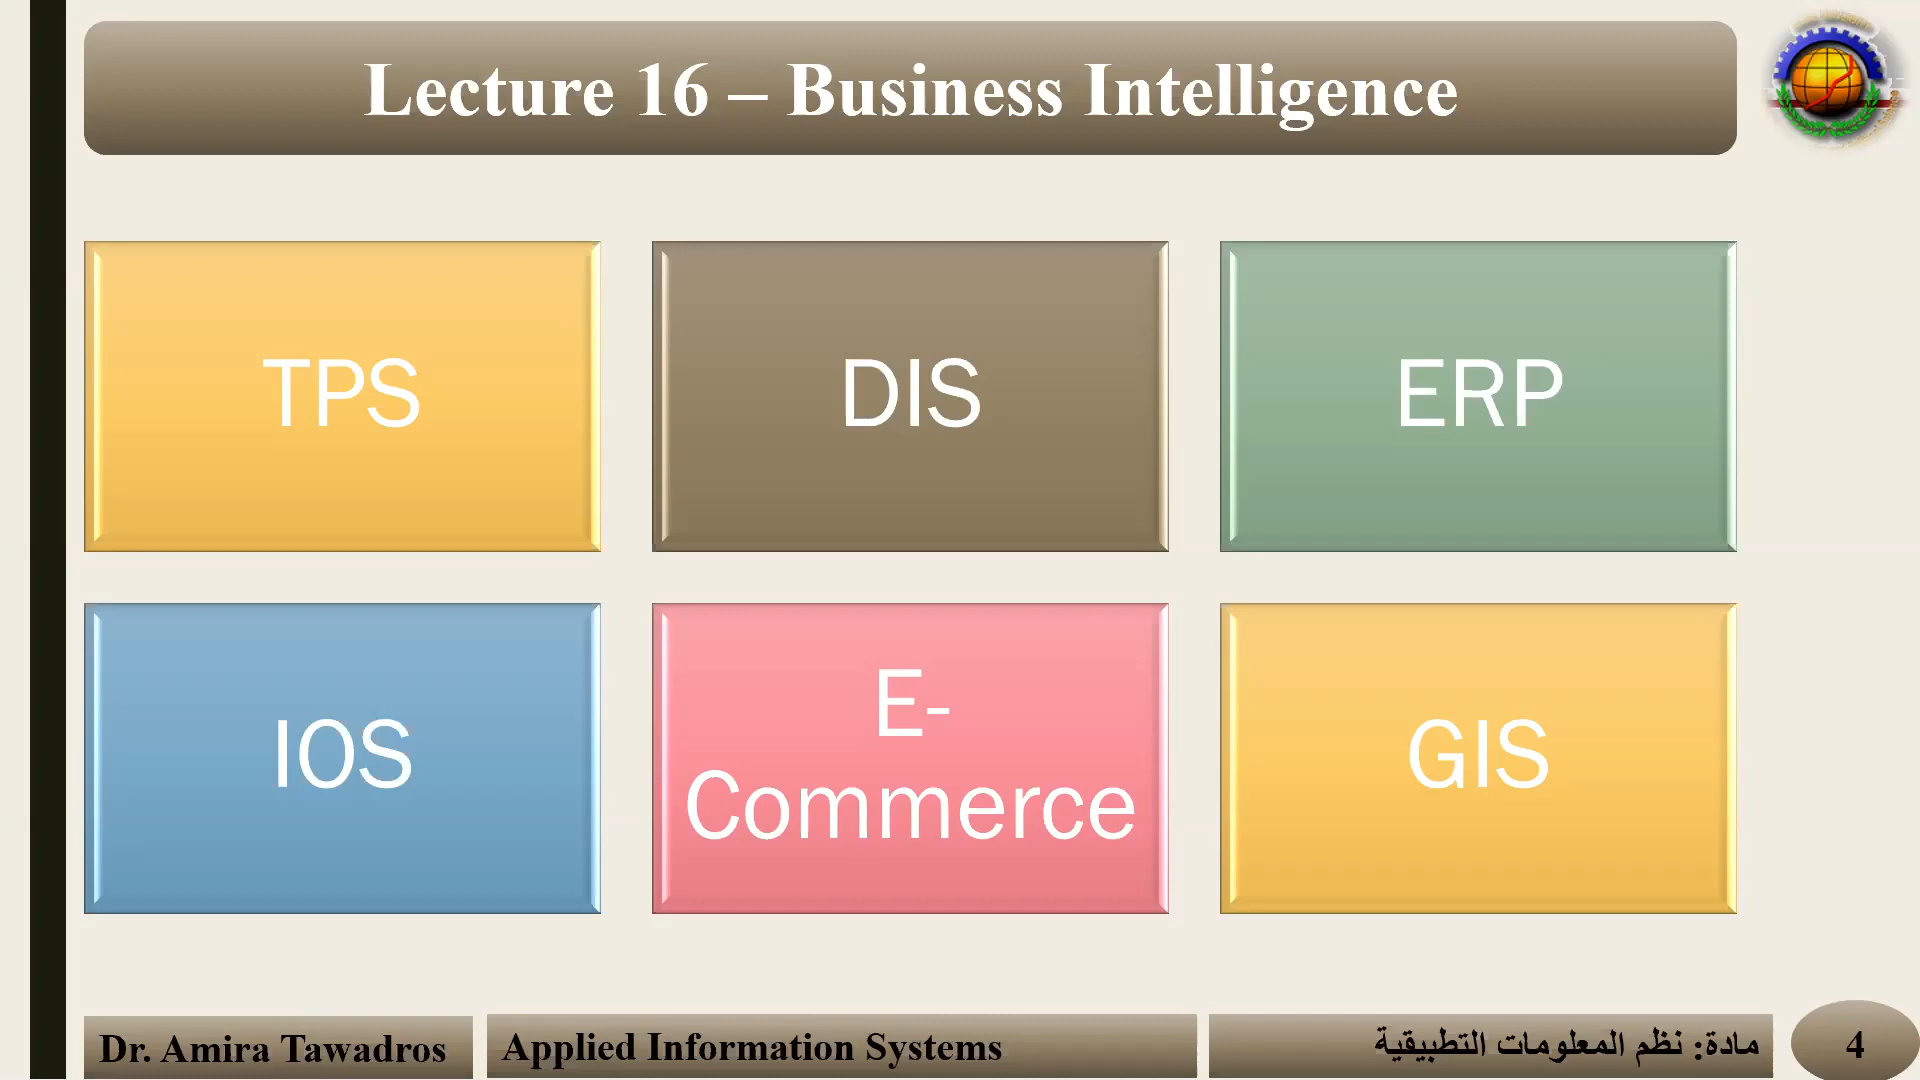 Lecture 16 – Business Intelligence
TPS
DIS
ERP
IOS
E-
Commerce
GIS
Dr. Amira Tawadros
Applied Information Systems
مادة: نظم المعلومات التطبيقية
4